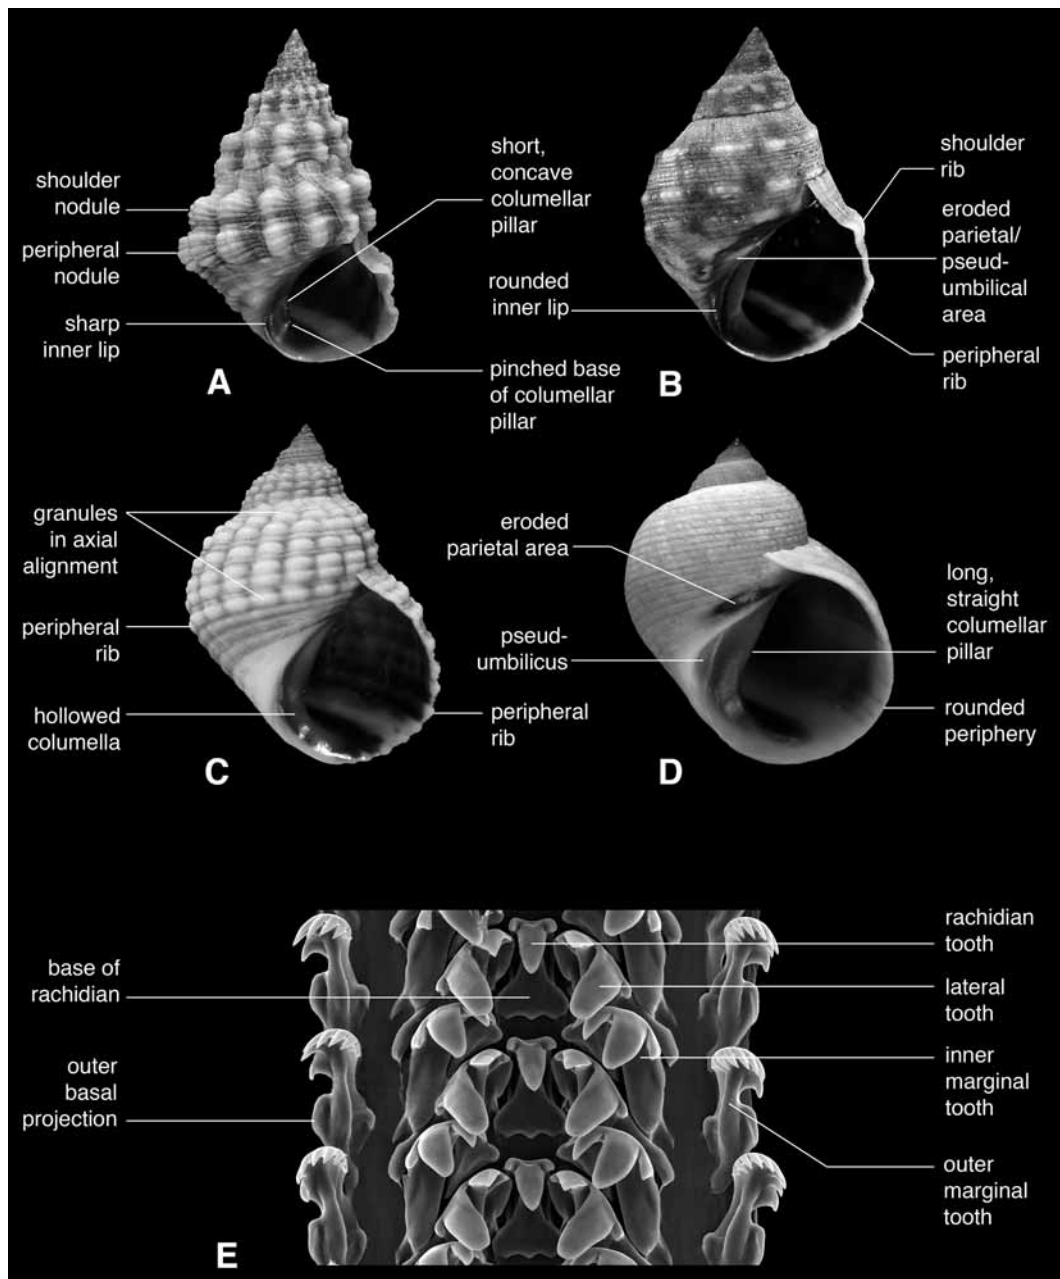 shoulder
nodule
peripheral
nodule
sharp
inner lip
short,
concave
columellar
pillar
pinched base
of columellar
pillar
A
rounded
inner lip
shoulder
rib
eroded
parietal/
pseud-
umbilical
area
peripheral
rib
B
granules
in axial
alignment
peripheral
rib
hollowed
columella
peripheral
rib
C
eroded
parietal area
pseud-
umbilicus
long,
straight
columellar
pillar
rounded
periphery
D
base of
rachidian
outer
basal
projection
rachidian
tooth
lateral
tooth
inner
marginal
tooth
outer
marginal
tooth
E